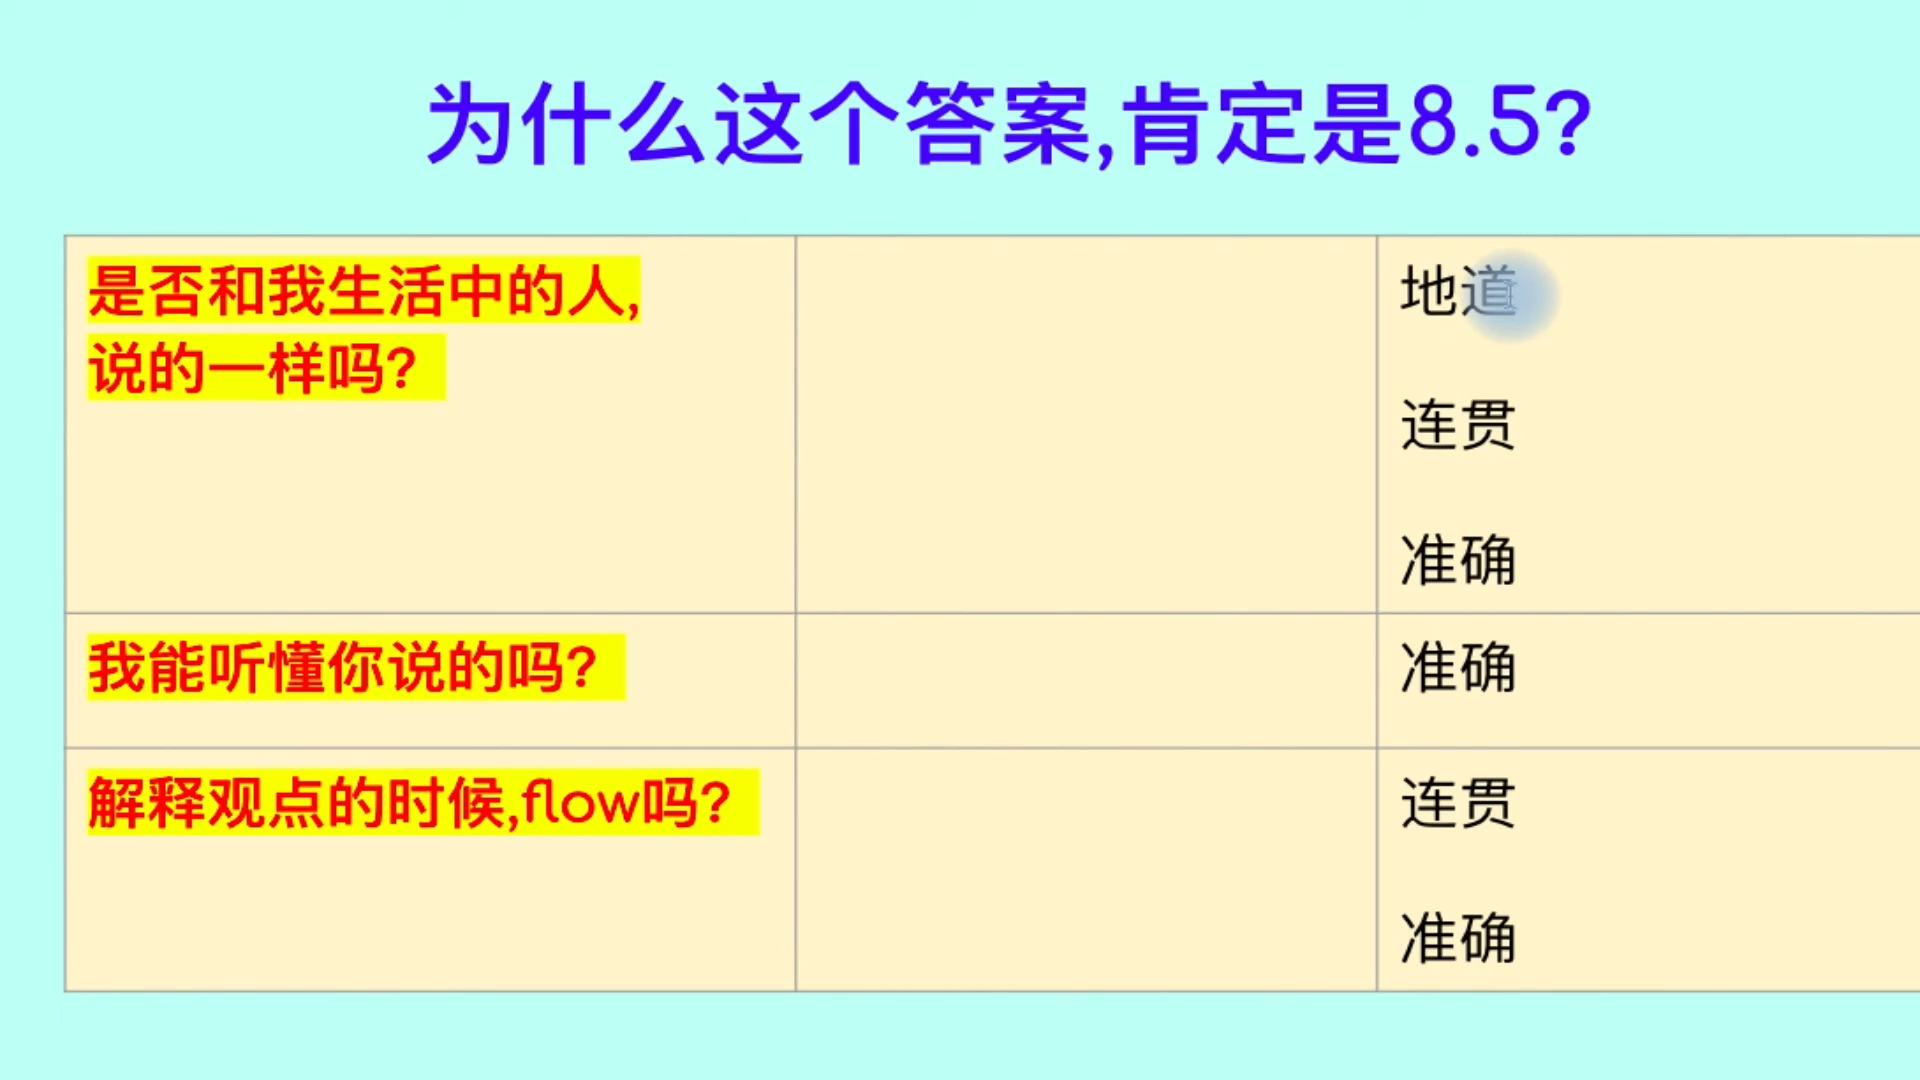 为什么这个答案,肯定是8.5?
是否和我生活中的人,
说的一样吗?
地道
连贯
准确
我能听懂你说的吗?
准确
解释观点的时候,flow吗?
连贯
准确